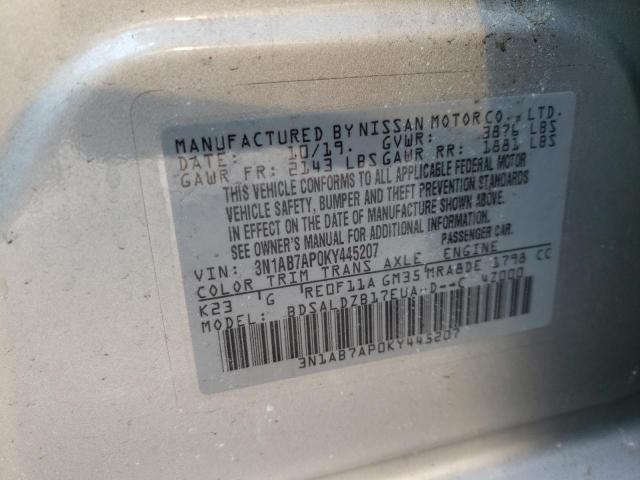 MANUFACTURED BY NISSAN MOTOR CO., LTD.
DATE: 10/19. GVWR: 3876 LBS
GAWR FR: 2143 LBS GAWR RR: 1881 LBS
THIS VEHICLE CONFORMS TO ALL APPLICABLE FEDERAL MOTOR
VEHICLE SAFETY, BUMPER AND THEFT PREVENTION STANDARDS
IN EFFECT ON THE DATE OF MANUFACTURE SHOWN ABOVE.
SEE OWNER'S MANUAL FOR ADDITIONAL INFORMATION.
VIN: 3N1AB7AP0KY445207 PASSENGER CAR.
COLOR TRIM TRANS AXLE ENGINE
K23 G RE0F11A GM35 MRA8DE 1798 CC
MODEL: BDSALDZB17EUA-D--C 4Z000
3N1AB7AP0KY445207